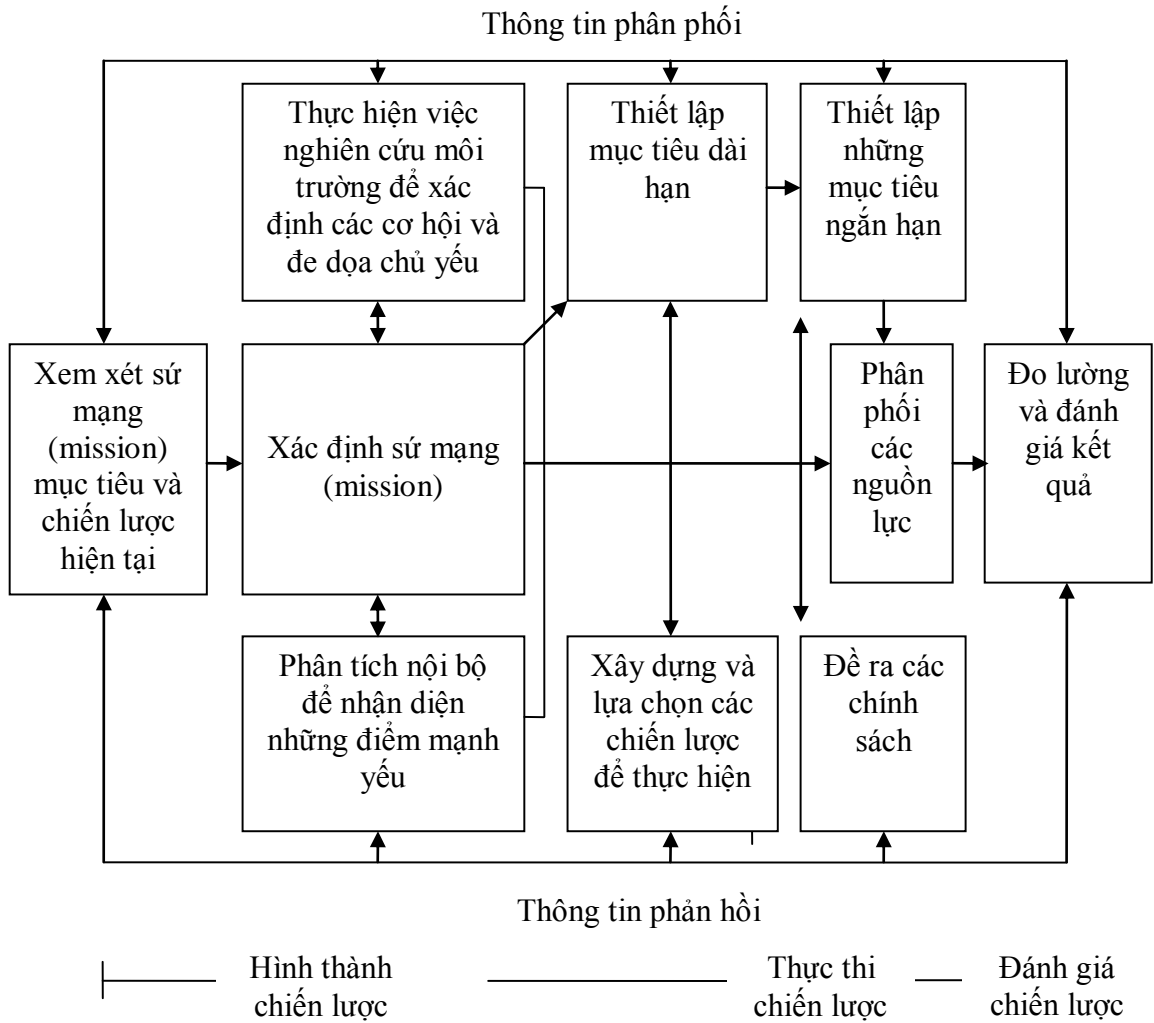 Thông tin phân phối
Thực hiện việc
nghiên cứu môi
trường để xác
định các cơ hội và
đe dọa chủ yếu
Thiết lập
mục tiêu dài
hạn
Thiết lập
những
mục tiêu
ngắn hạn
Xem xét sứ
mạng
(mission)
mục tiêu và
chiến lược
hiện tại
Xác định sứ mạng
(mission)
Phân
phối
các
nguồn
lực
Đo lường
và đánh
giá kết
quả
Phân tích nội bộ
để nhận diện
những điểm mạnh
yếu
Xây dựng và
lựa chọn các
chiến lược
để thực hiện
Đề ra các
chính
sách
Thông tin phản hồi
Hình thành
chiến lược
Thực thi
chiến lược
Đánh giá
chiến lược